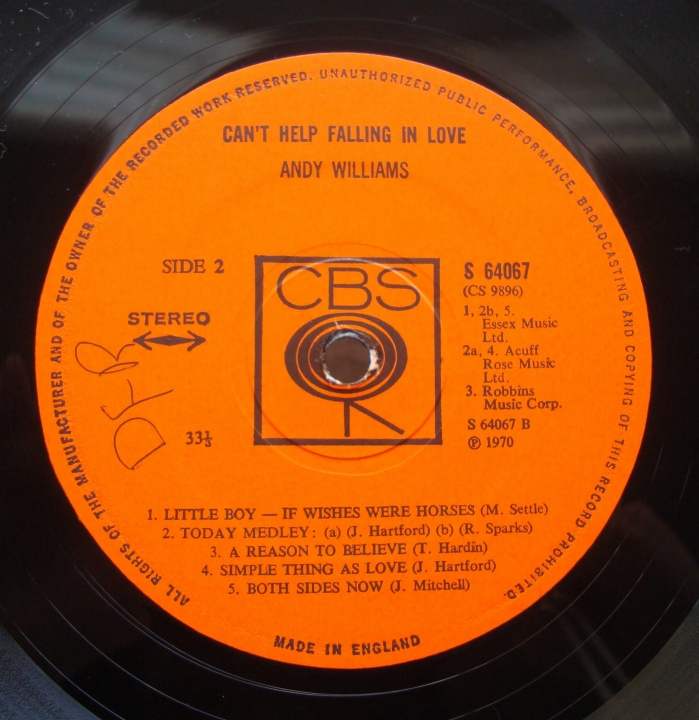 ALL RIGHTS OF THE MANUFACTURER AND OF THE OWNER OF THE RECORDED WORK RESERVED. UNAUTHORIZED PUBLIC PERFORMANCE, BROADCASTING AND COPYING OF THIS RECORD PROHIBITED.
CAN'T HELP FALLING IN LOVE
ANDY WILLIAMS
SIDE 2
STEREO
33⅓
CBS
S 64067
(CS 9896)
1, 2b, 5.
Essex Music
Ltd.
2a, 4. Acuff
Rose Music
Ltd.
3. Robbins
Music Corp.
S 64067 B
℗ 1970
1. LITTLE BOY — IF WISHES WERE HORSES (M. Settle)
2. TODAY MEDLEY: (a) (J. Hartford) (b) (R. Sparks)
3. A REASON TO BELIEVE (T. Hardin)
4. SIMPLE THING AS LOVE (J. Hartford)
5. BOTH SIDES NOW (J. Mitchell)
MADE IN ENGLAND